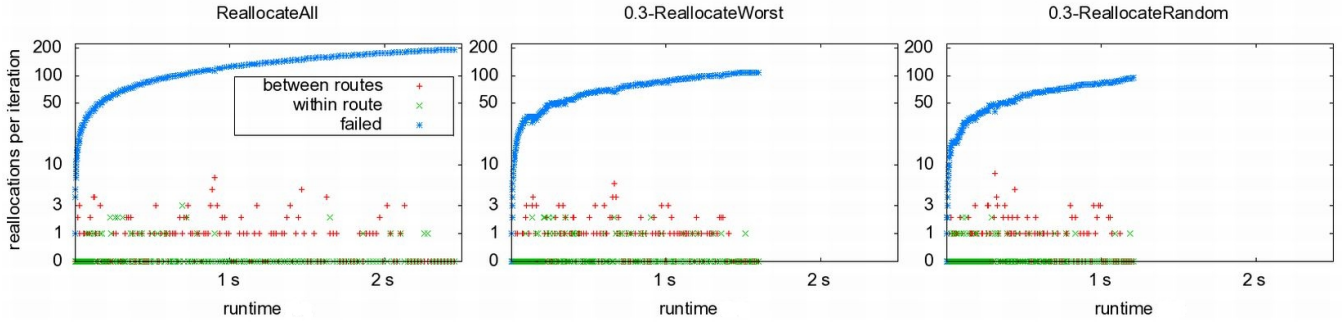 ReallocateAll
0.3-ReallocateWorst
0.3-ReallocateRandom
reallocations per iteration
200
100
50
10
3
1
0
between routes
within route
failed
1 s
2 s
runtime
200
100
50
10
3
1
0
1 s
2 s
runtime
200
100
50
10
3
1
0
1 s
2 s
runtime